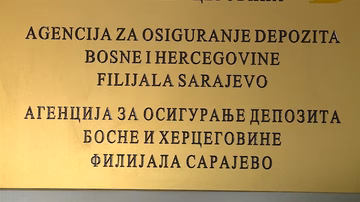 AGENCIJA ZA OSIGURANJE DEPOZITA
BOSNE I HERCEGOVINE
FILIJALA SARAJEVO
АГЕНЦИЈА ЗА ОСИГУРАЊЕ ДЕПОЗИТА
БОСНЕ И ХЕРЦЕГОВИНЕ
ФИЛИЈАЛА САРАЈЕВО